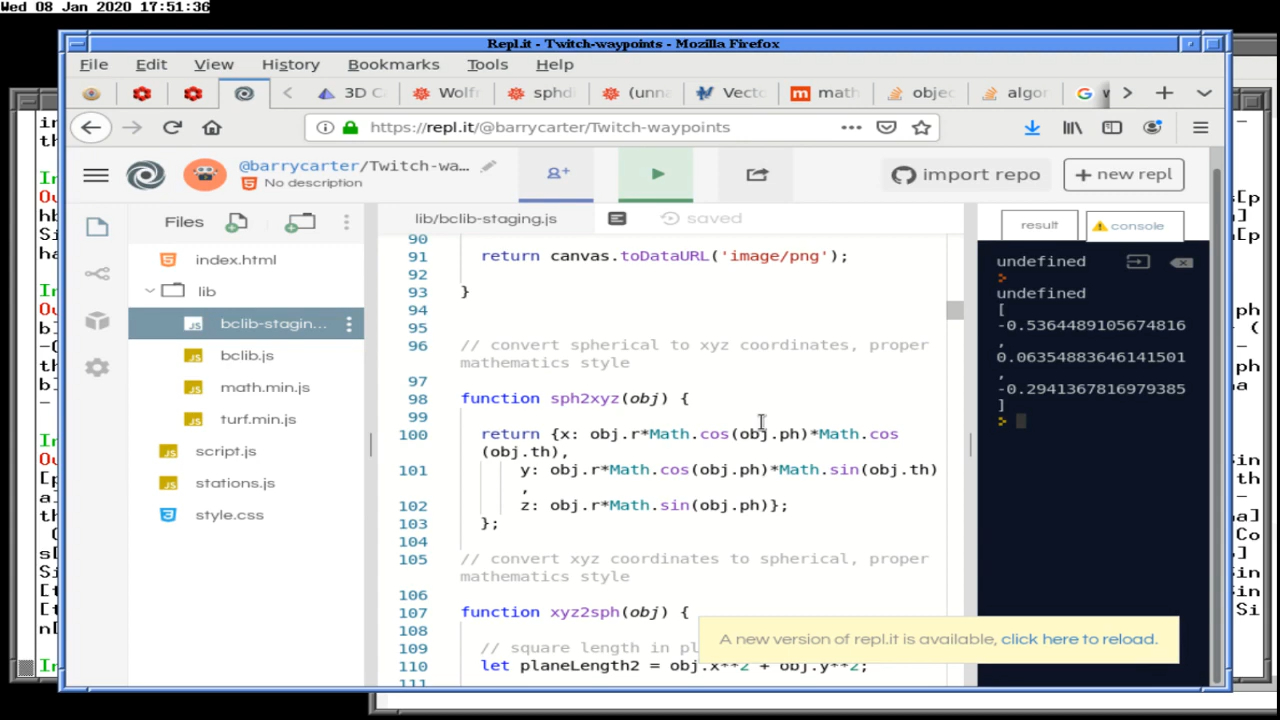 Wed 08 Jan 2020 17:51:36
Repl.it - Twitch-waypoints - Mozilla Firefox
File Edit View History Bookmarks Tools Help
3D C Wolf sphd (unna Vecto math objec algor
https://repl.it/@barrycarter/Twitch-waypoints
@barrycarter/Twitch-wa...
No description
import repo
+ new repl
Files
lib/bclib-staging.js
saved
result
console
index.html
lib
bclib-stagin...
bclib.js
math.min.js
turf.min.js
script.js
stations.js
style.css
90
91 return canvas.toDataURL('image/png');
92
93 }
94
95
96 // convert spherical to xyz coordinates, proper
mathematics style
97
98 function sph2xyz(obj) {
99
100 return {x: obj.r*Math.cos(obj.ph)*Math.cos
(obj.th),
101 y: obj.r*Math.cos(obj.ph)*Math.sin(obj.th)
,
102 z: obj.r*Math.sin(obj.ph)};
103 };
104
105 // convert xyz coordinates to spherical, proper
mathematics style
106
107 function xyz2sph(obj) {
108
109 // square length in pl
110 let planeLength2 = obj.x**2 + obj.y**2;
111
undefined
>
undefined
[
-0.5364489105674816
,
0.06354883646141501
,
-0.2941367816979385
]
>
A new version of repl.it is available, click here to reload.